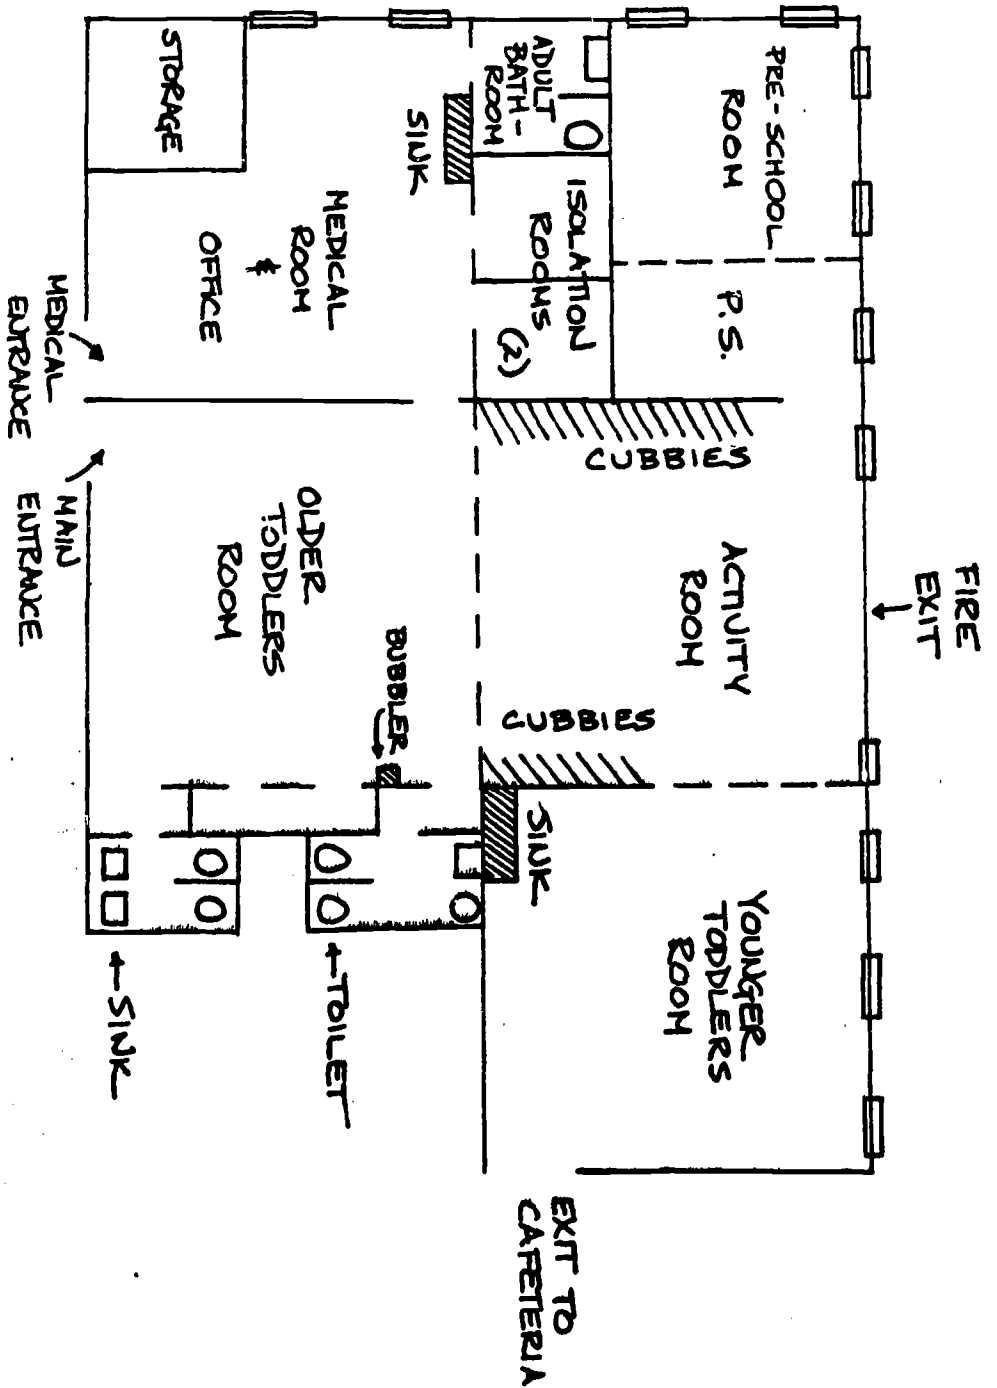 FIRE
EXIT
PRE-SCHOOL
ROOM
P.S.
ACTIVITY
ROOM
YOUNGER
TODDLERS
ROOM
CUBBIES
CUBBIES
ADULT
BATH-
ROOM
ISOLATION
ROOMS
(2)
SINK
SINK
EXIT TO
CAFETERIA
STORAGE
MEDICAL
ROOM
&
OFFICE
OLDER
TODDLERS
ROOM
BUBBLER
TOILET
SINK
MEDICAL
ENTRANCE
MAIN
ENTRANCE